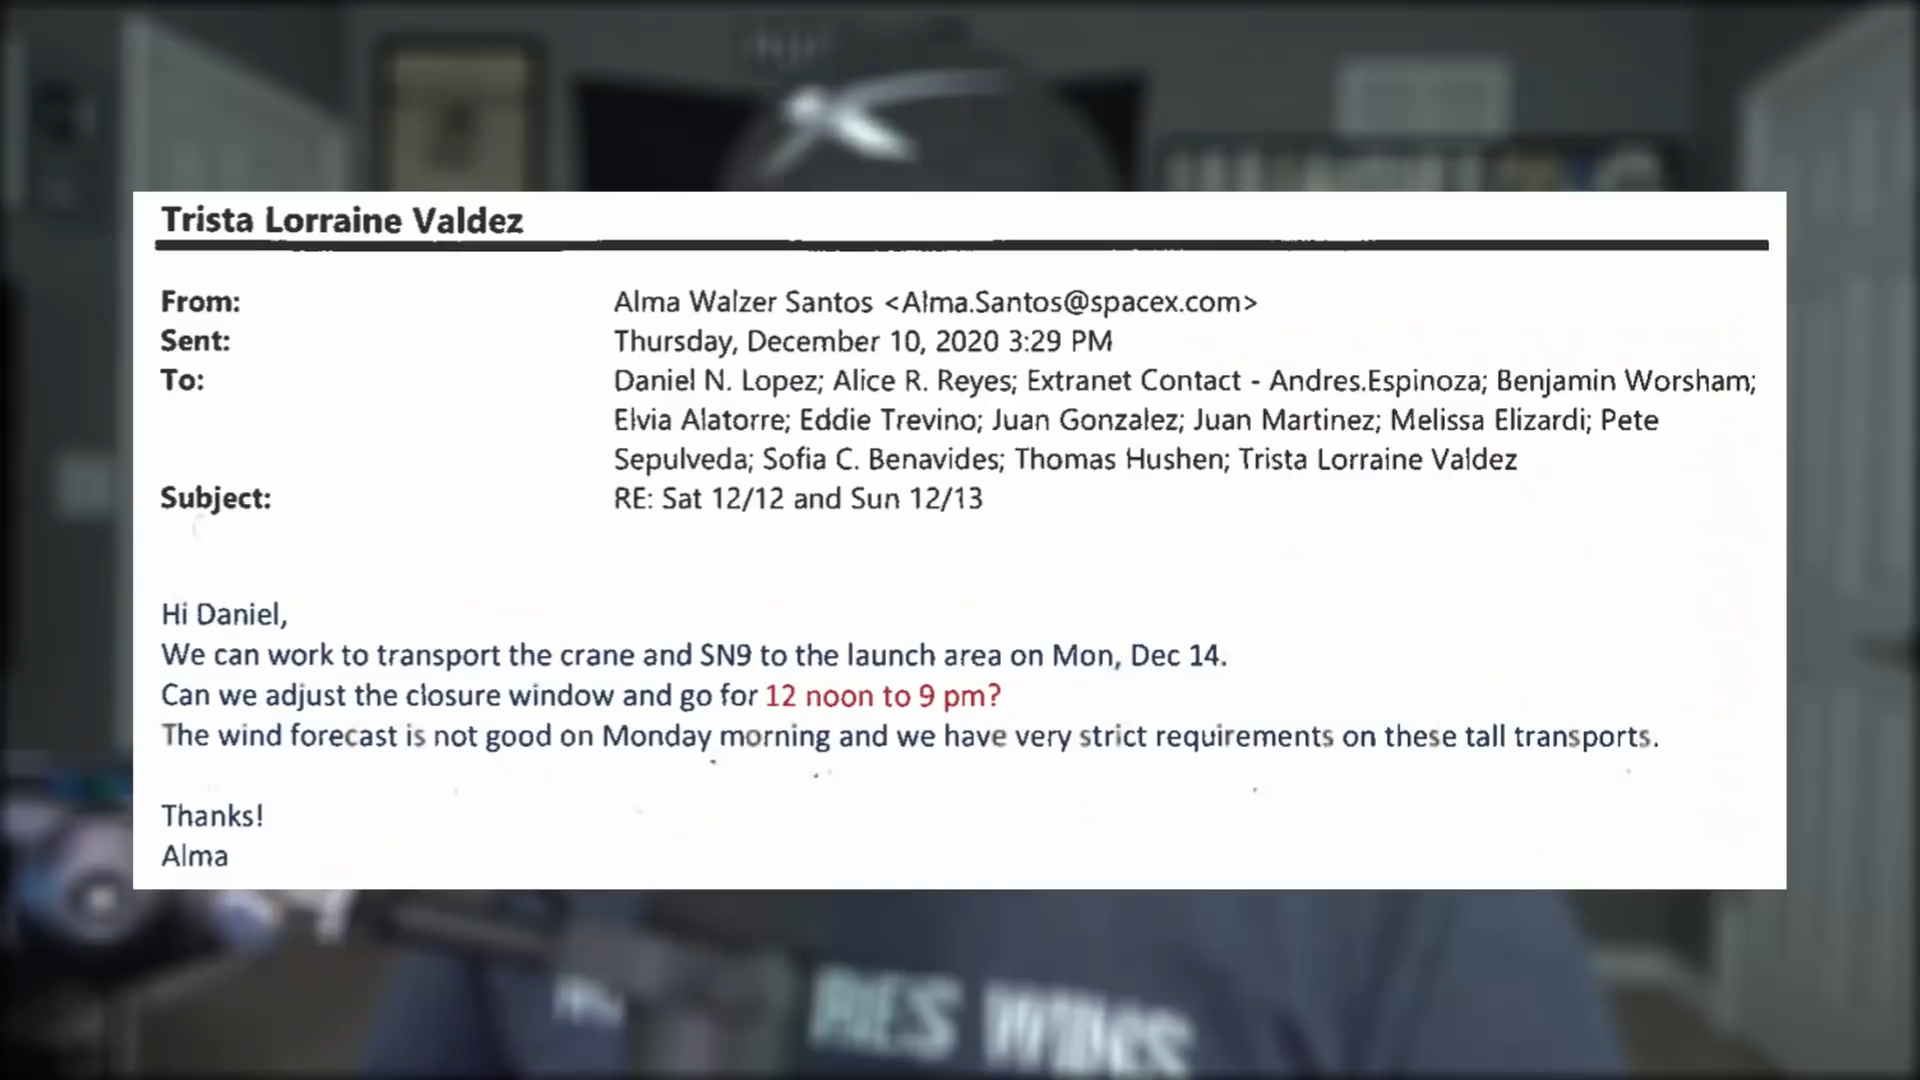 Trista Lorraine Valdez
From: Alma Walzer Santos <Alma.Santos@spacex.com>
Sent: Thursday, December 10, 2020 3:29 PM
To: Daniel N. Lopez; Alice R. Reyes; Extranet Contact - Andres.Espinoza; Benjamin Worsham;
Elvia Alatorre; Eddie Trevino; Juan Gonzalez; Juan Martinez; Melissa Elizardi; Pete
Sepulveda; Sofia C. Benavides; Thomas Hushen; Trista Lorraine Valdez
Subject: RE: Sat 12/12 and Sun 12/13
Hi Daniel,
We can work to transport the crane and SN9 to the launch area on Mon, Dec 14.
Can we adjust the closure window and go for 12 noon to 9 pm?
The wind forecast is not good on Monday morning and we have very strict requirements on these tall transports.
Thanks!
Alma